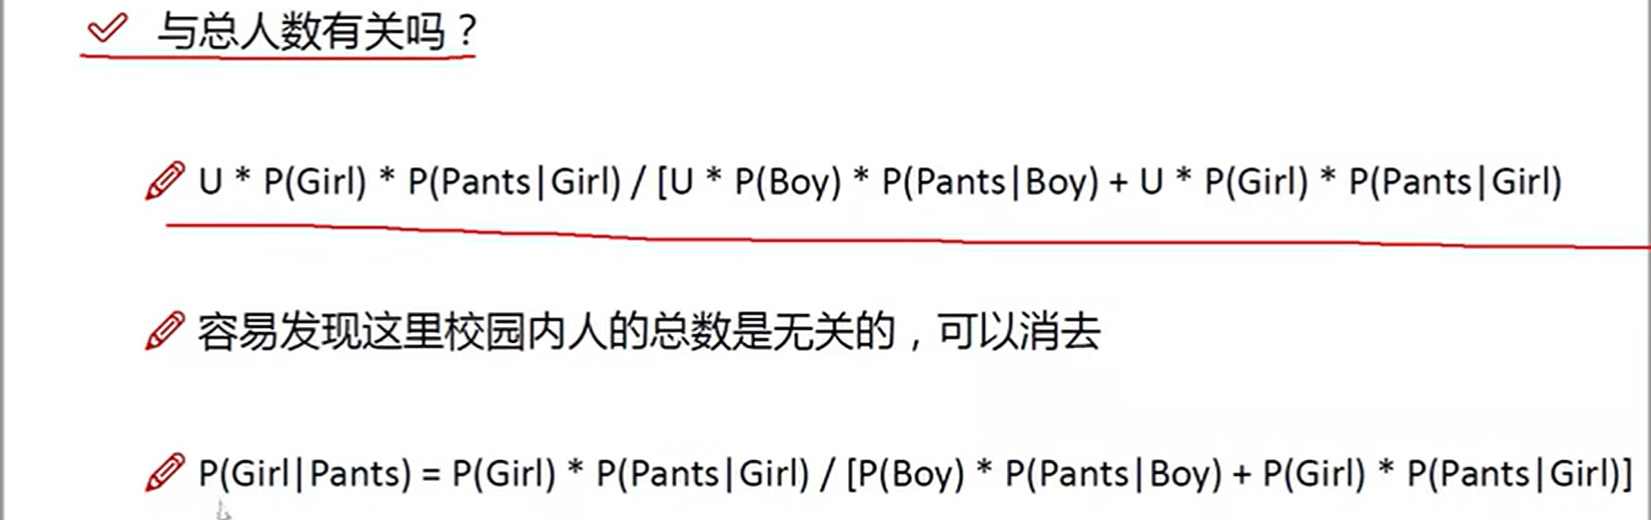 与总人数有关吗？
U * P(Girl) * P(Pants|Girl) / [U * P(Boy) * P(Pants|Boy) + U * P(Girl) * P(Pants|Girl)
容易发现这里校园内人的总数是无关的，可以消去
P(Girl|Pants) = P(Girl) * P(Pants|Girl) / [P(Boy) * P(Pants|Boy) + P(Girl) * P(Pants|Girl)]